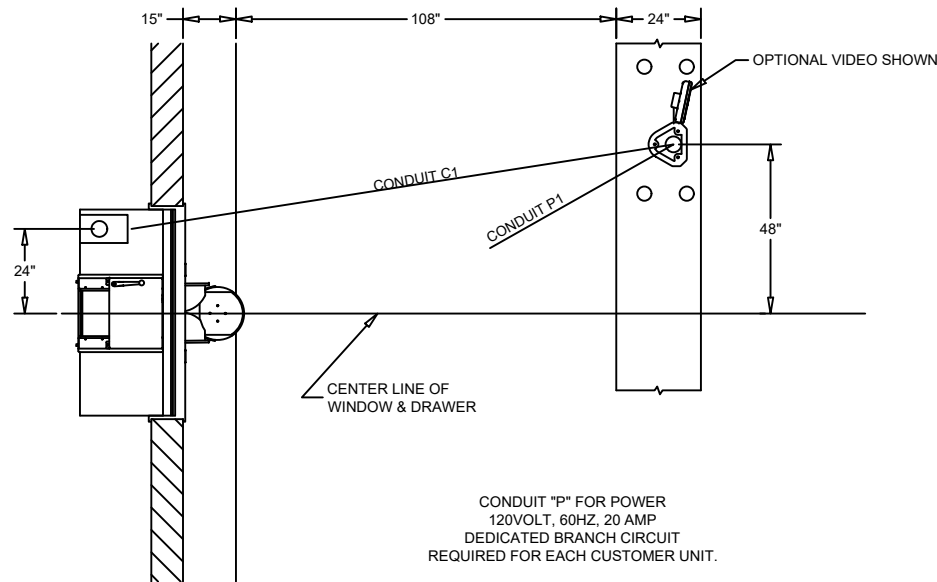 15"
108"
24"
OPTIONAL VIDEO SHOWN
CONDUIT C1
CONDUIT P1
48"
24"
CENTER LINE OF
WINDOW & DRAWER
CONDUIT "P" FOR POWER
120VOLT, 60HZ, 20 AMP
DEDICATED BRANCH CIRCUIT
REQUIRED FOR EACH CUSTOMER UNIT.